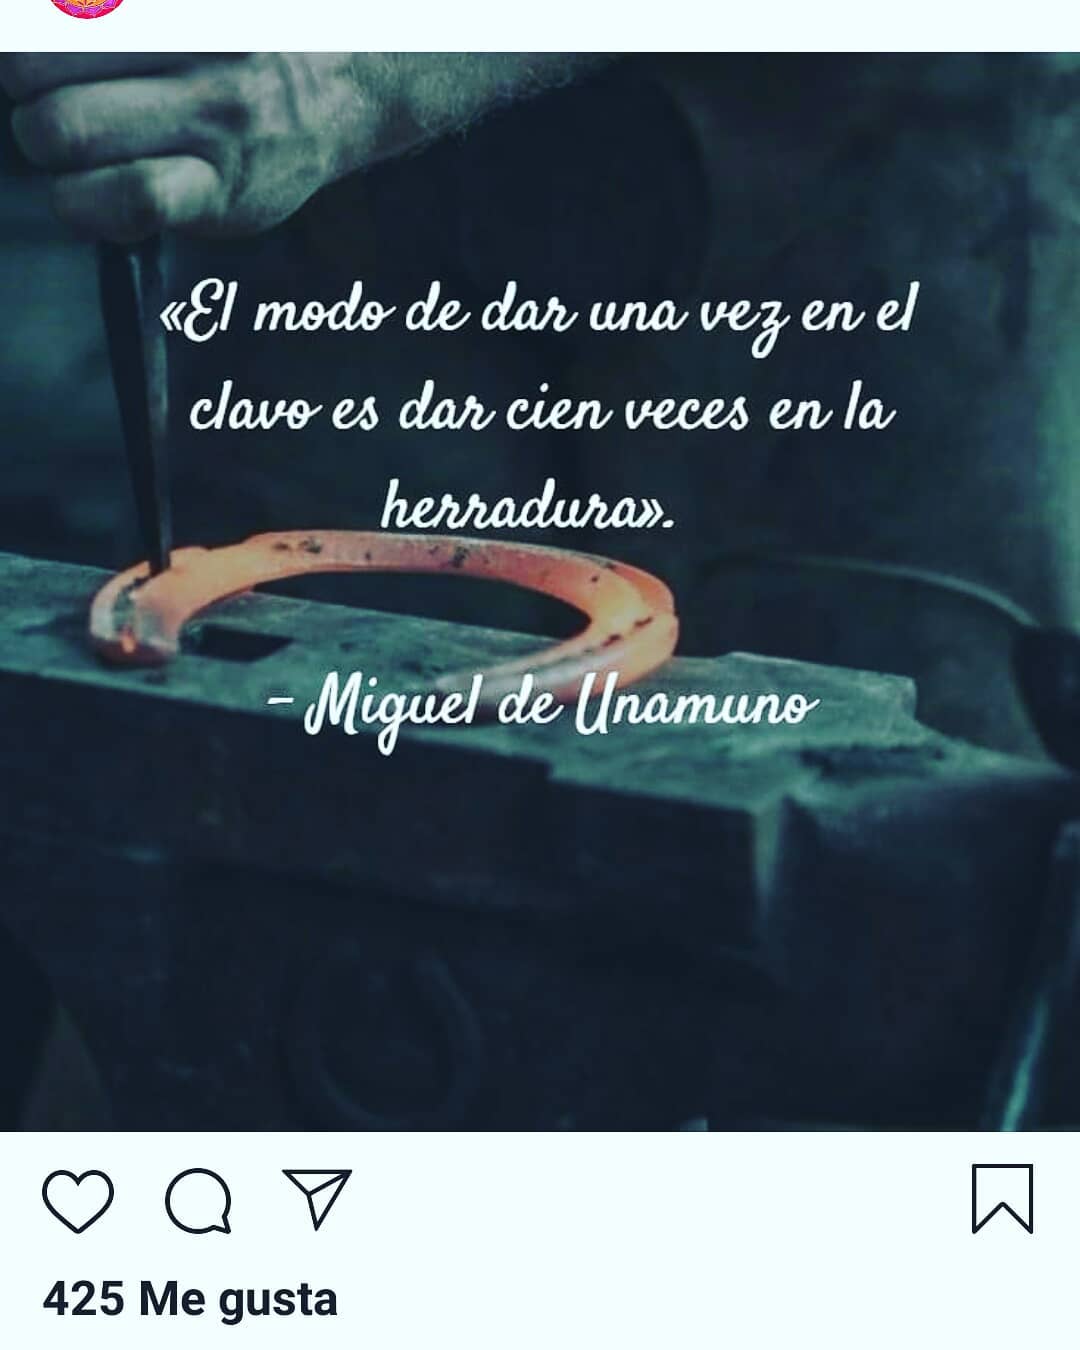 «El modo de dar una vez en el
clavo es dar cien veces en la
herradura».
- Miguel de Unamuno
425 Me gusta